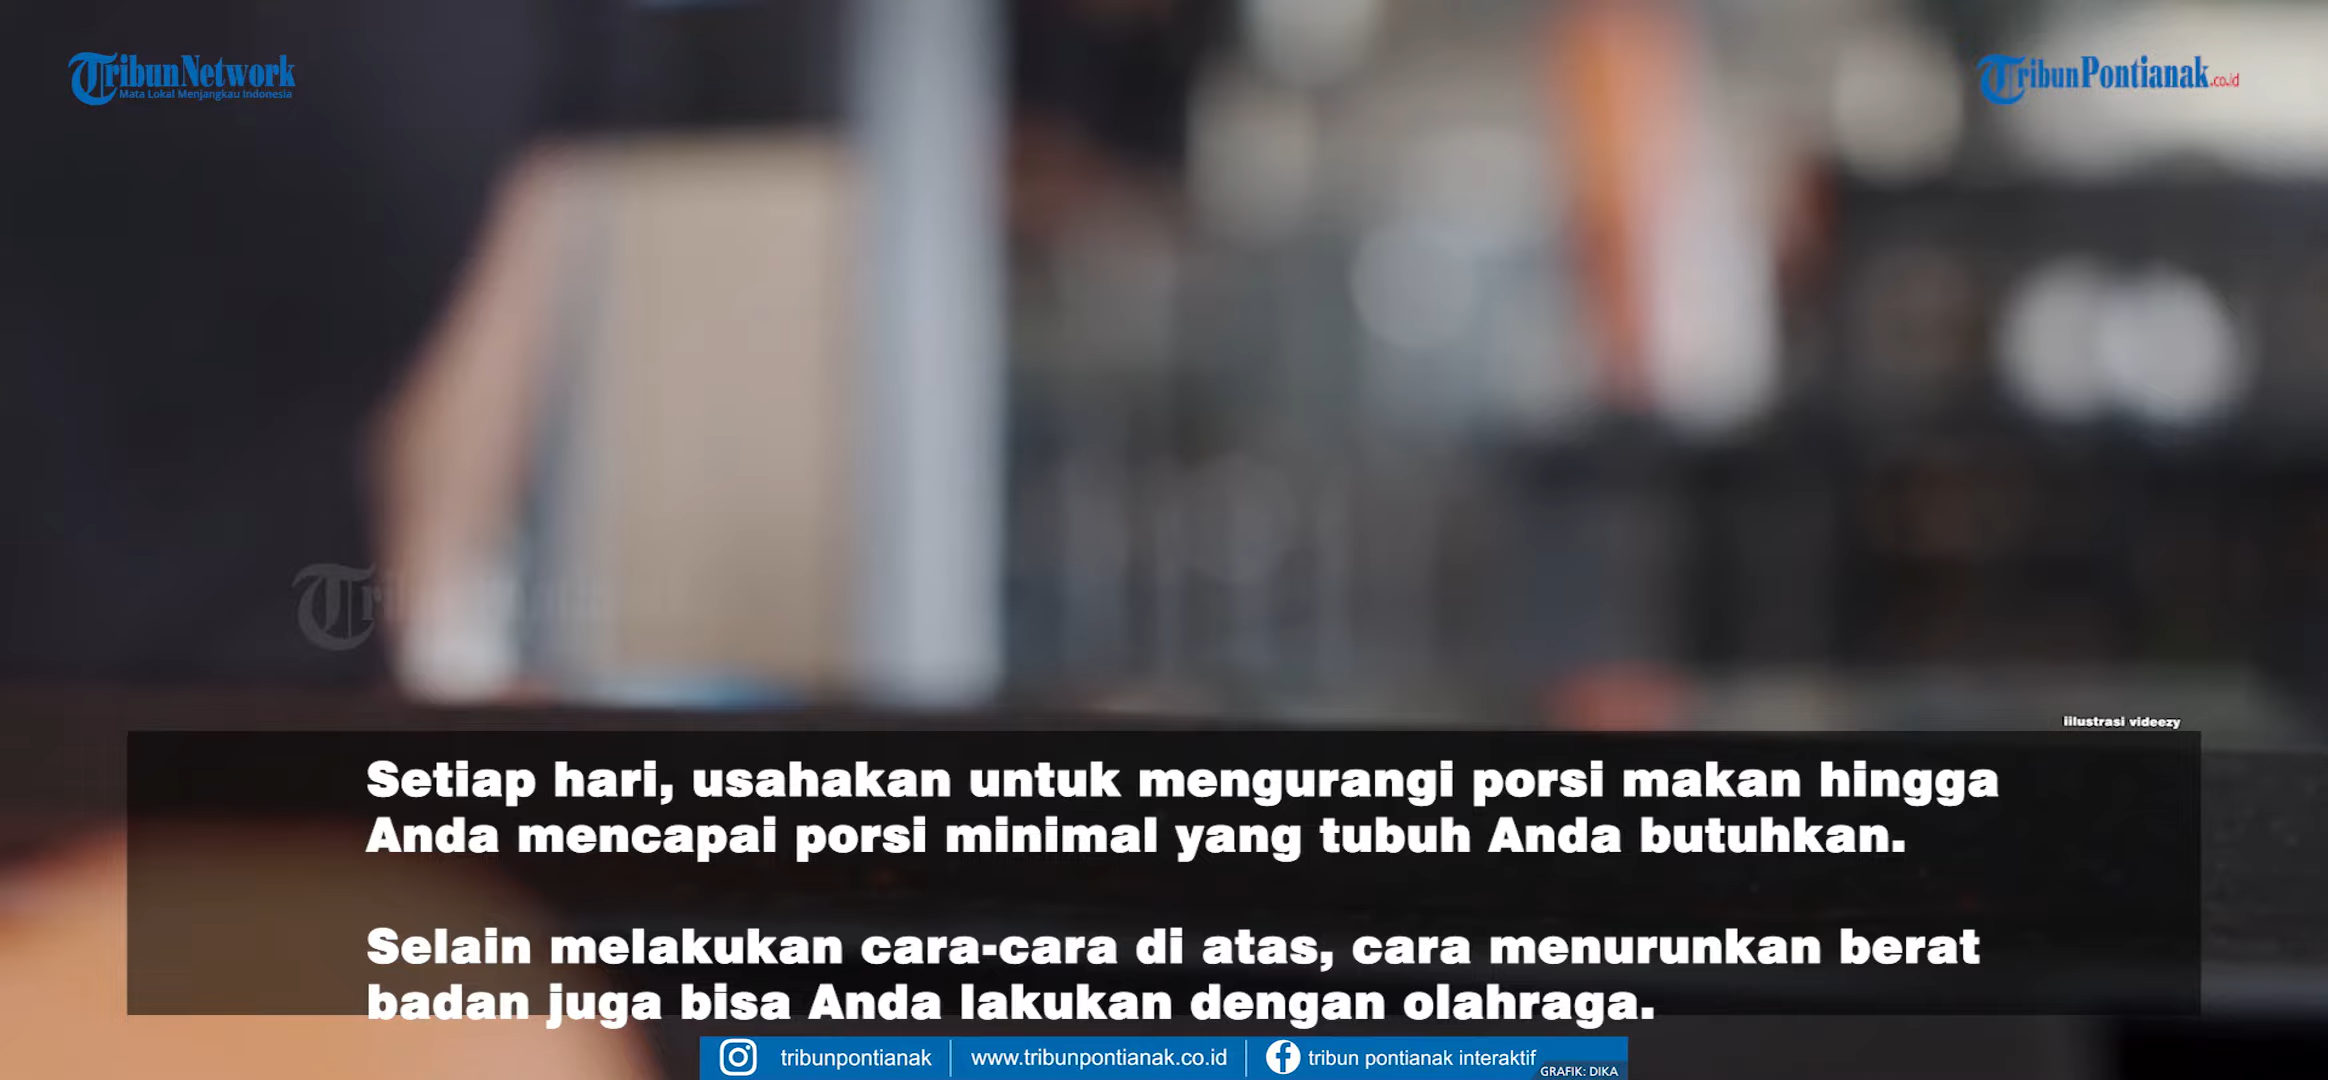 TribunNetwork
Mata Lokal Menjangkau Indonesia
TribunPontianak.co.id
iilustrasi videezy
Setiap hari, usahakan untuk mengurangi porsi makan hingga
Anda mencapai porsi minimal yang tubuh Anda butuhkan.
Selain melakukan cara-cara di atas, cara menurunkan berat
badan juga bisa Anda lakukan dengan olahraga.
tribunpontianak
www.tribunpontianak.co.id
tribun pontianak interaktif
GRAFIK: DIKA